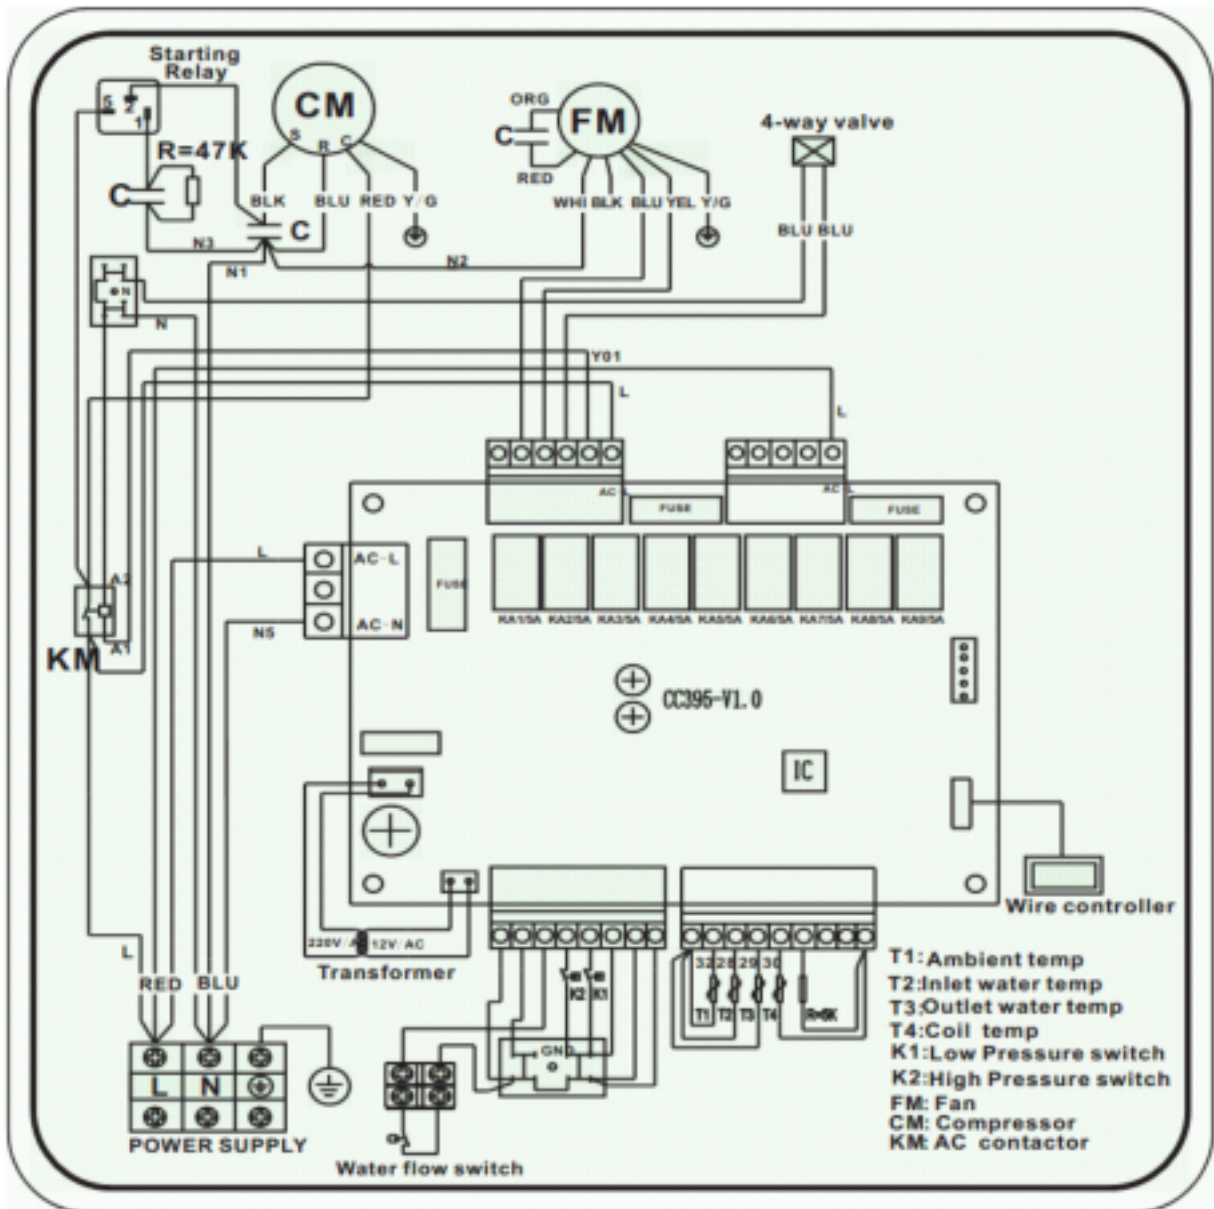 Starting
Relay
5
2
1
CM
S
R
C
R=47K
C
BLK
BLU
RED
Y/G
C
N3
N1
N2
ORG
C
FM
RED
WHI
BLK
BLU
YEL
Y/G
4-way valve
BLU
BLU
N
N
Y01
L
L
AC-L
AC-L
FUSE
FUSE
L
AC-L
FUSE
AC-N
N5
KA1/5A
KA2/5A
KA3/5A
KA4/5A
KA5/5A
KA6/5A
KA7/5A
KA8/5A
KA9/5A
A2
A1
KM
CC395-V1.0
IC
Wire controller
220V/A
12V/AC
Transformer
L
RED
BLU
K2
K1
GND
32
28
29
30
T1
T2
T3
T4
R=5K
L
N
POWER SUPPLY
Water flow switch
T1:Ambient temp
T2:Inlet water temp
T3:Outlet water temp
T4:Coil temp
K1:Low Pressure switch
K2:High Pressure switch
FM: Fan
CM: Compressor
KM: AC contactor